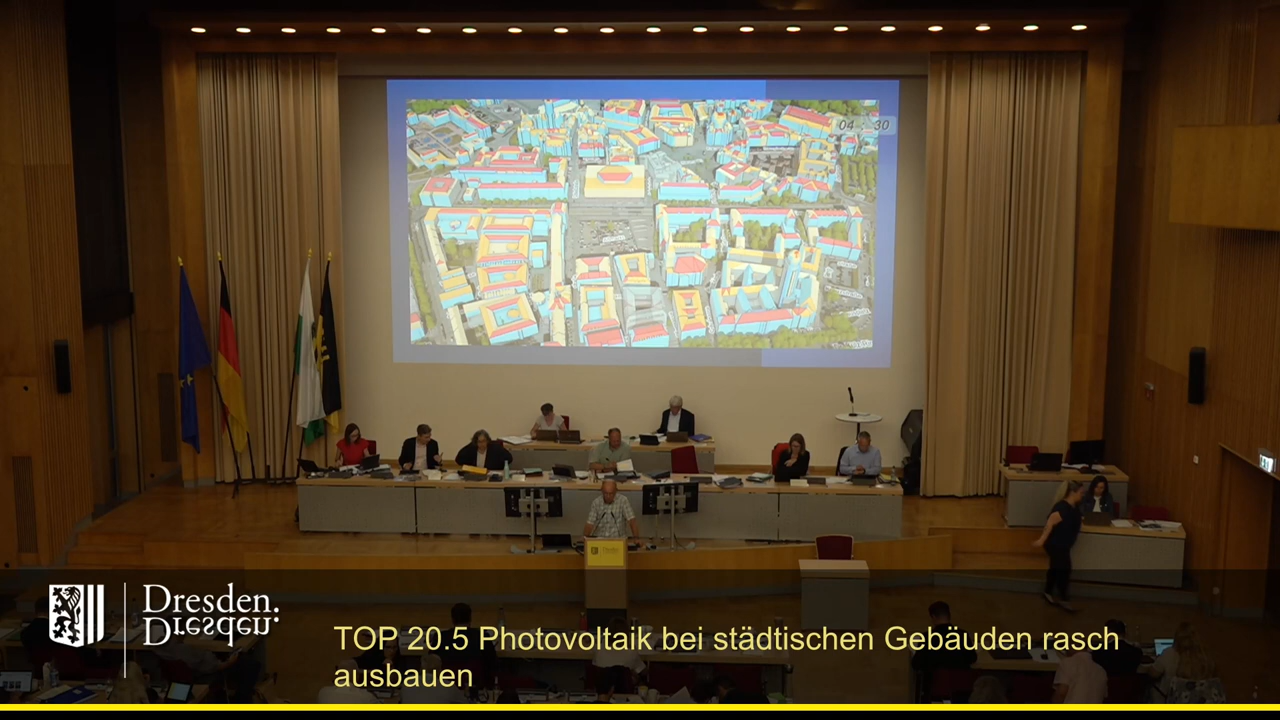 04 : 30
Dresden.
Dresden.
TOP 20.5 Photovoltaik bei städtischen Gebäuden rasch
ausbauen